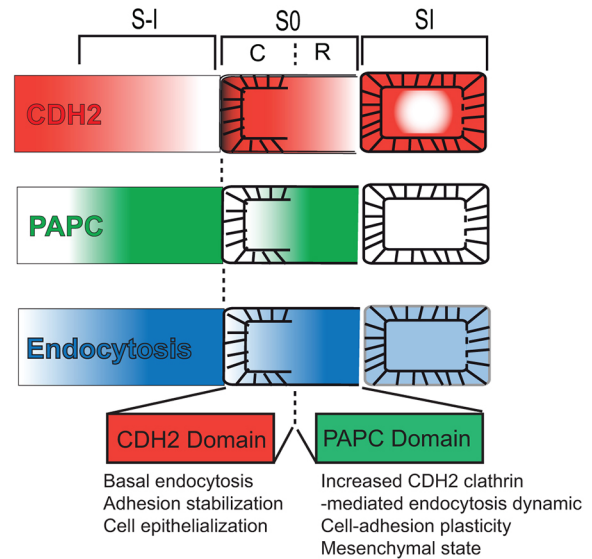 S-I S0 SI
C R
CDH2
PAPC
Endocytosis
CDH2 Domain PAPC Domain
Basal endocytosis
Adhesion stabilization
Cell epithelialization
Increased CDH2 clathrin
-mediated endocytosis dynamic
Cell-adhesion plasticity
Mesenchymal state